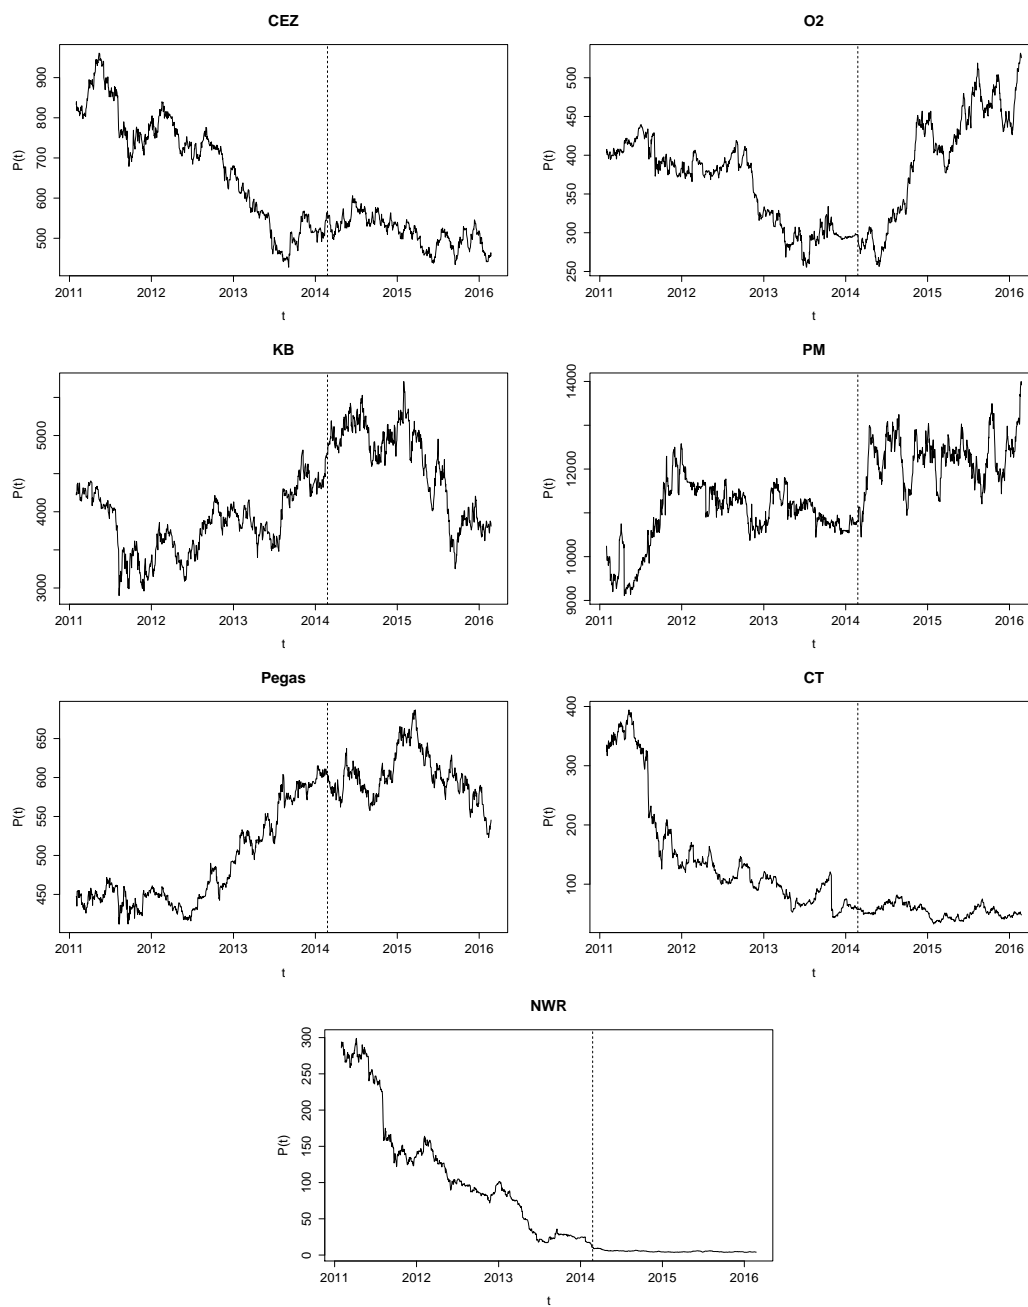 CEZ
P(t)
900
800
700
600
500
2011 2012 2013 2014 2015 2016
t
O2
P(t)
500
450
400
350
300
250
2011 2012 2013 2014 2015 2016
t
KB
P(t)
5000
4000
3000
2011 2012 2013 2014 2015 2016
t
PM
P(t)
14000
12000
10000
9000
2011 2012 2013 2014 2015 2016
t
Pegas
P(t)
650
600
550
500
450
2011 2012 2013 2014 2015 2016
t
CT
P(t)
400
300
200
100
2011 2012 2013 2014 2015 2016
t
NWR
P(t)
300
250
200
150
100
50
0
2011 2012 2013 2014 2015 2016
t